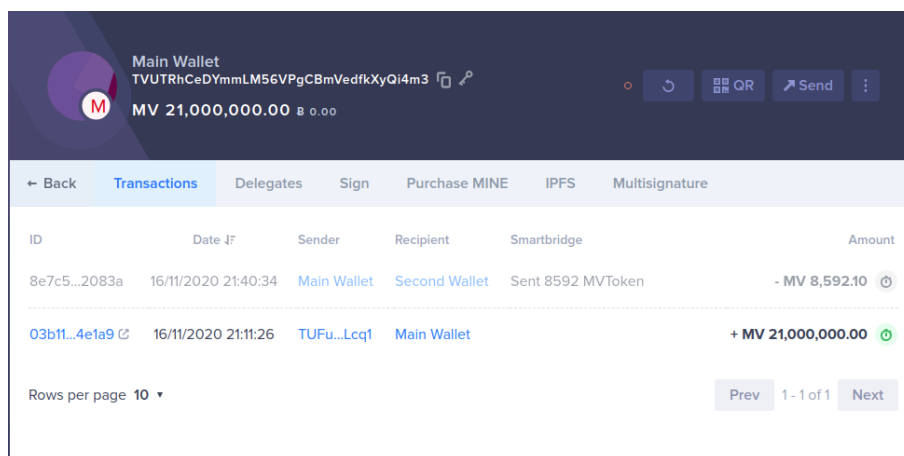 Main Wallet
TVUTRhCeDYmmLM56VPgCBmVedfkXyQi4m3
M
MV 21,000,000.00 Ƀ 0.00
QR
Send
← Back Transactions Delegates Sign Purchase MINE IPFS Multisignature
ID Date Sender Recipient Smartbridge Amount
8e7c5...2083a 16/11/2020 21:40:34 Main Wallet Second Wallet Sent 8592 MVToken - MV 8,592.10
03b11...4e1a9 16/11/2020 21:11:26 TUFu...Lcq1 Main Wallet + MV 21,000,000.00
Rows per page 10 Prev 1 - 1 of 1 Next